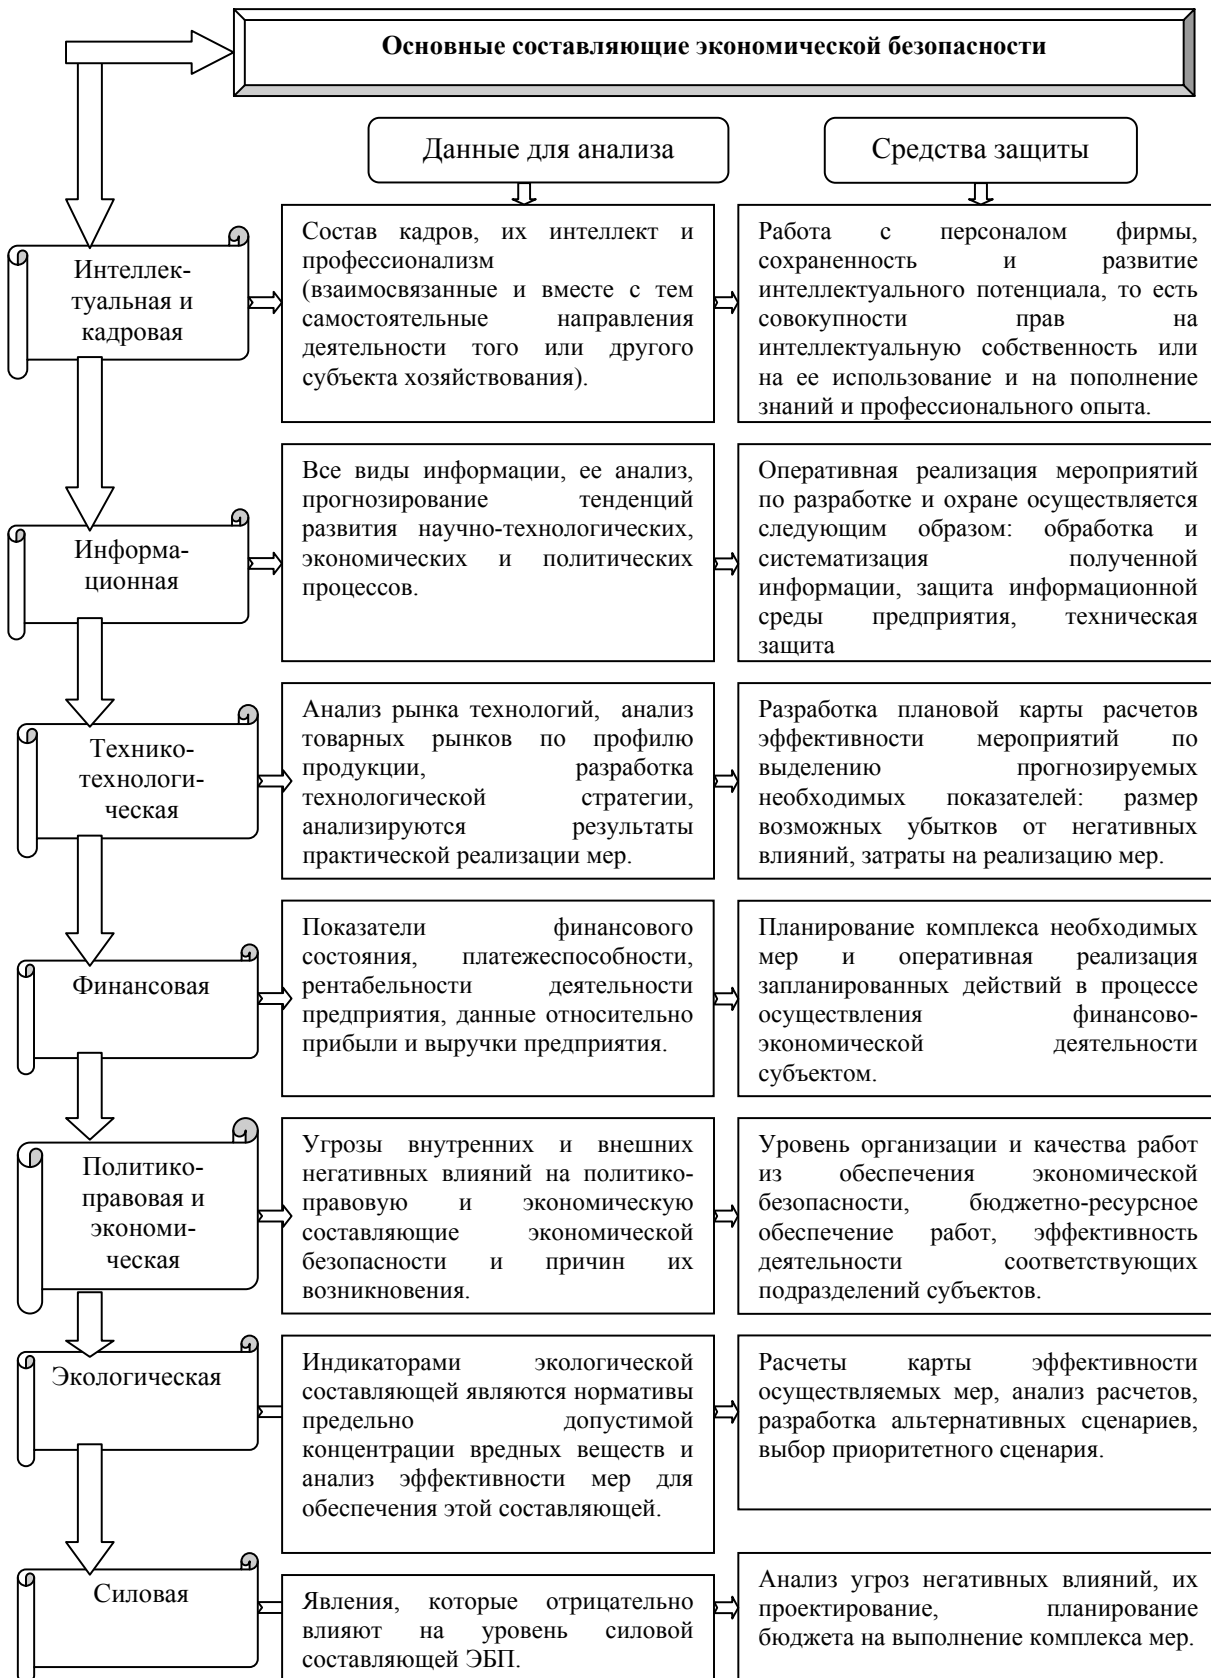 Основные составляющие экономической безопасности
Данные для анализа
Средства защиты
Интеллек-
туальная и
кадровая
Состав кадров, их интеллект и
профессионализм
(взаимосвязанные и вместе с тем
самостоятельные направления
деятельности того или другого
субъекта хозяйствования).
Работа с персоналом фирмы,
сохраненность и развитие
интеллектуального потенциала, то есть
совокупности прав на
интеллектуальную собственность или
на ее использование и на пополнение
знаний и профессионального опыта.
Информа-
ционная
Все виды информации, ее анализ,
прогнозирование тенденций
развития научно-технологических,
экономических и политических
процессов.
Оперативная реализация мероприятий
по разработке и охране осуществляется
следующим образом: обработка и
систематизация полученной
информации, защита информационной
среды предприятия, техническая
защита
Технико-
технологи-
ческая
Анализ рынка технологий, анализ
товарных рынков по профилю
продукции, разработка
технологической стратегии,
анализируются результаты
практической реализации мер.
Разработка плановой карты расчетов
эффективности мероприятий по
выделению прогнозируемых
необходимых показателей: размер
возможных убытков от негативных
влияний, затраты на реализацию мер.
Финансовая
Показатели финансового
состояния, платежеспособности,
рентабельности деятельности
предприятия, данные относительно
прибыли и выручки предприятия.
Планирование комплекса необходимых
мер и оперативная реализация
запланированных действий в процессе
осуществления финансово-
экономической деятельности
субъектом.
Политико-
правовая и
экономи-
ческая
Угрозы внутренних и внешних
негативных влияний на политико-
правовую и экономическую
составляющие экономической
безопасности и причин их
возникновения.
Уровень организации и качества работ
из обеспечения экономической
безопасности, бюджетно-ресурсное
обеспечение работ, эффективность
деятельности соответствующих
подразделений субъектов.
Экологическая
Индикаторами экологической
составляющей являются нормативы
предельно допустимой
концентрации вредных веществ и
анализ эффективности мер для
обеспечения этой составляющей.
Расчеты карты эффективности
осуществляемых мер, анализ расчетов,
разработка альтернативных сценариев,
выбор приоритетного сценария.
Силовая
Явления, которые отрицательно
влияют на уровень силовой
составляющей ЭБП.
Анализ угроз негативных влияний, их
проектирование, планирование
бюджета на выполнение комплекса мер.